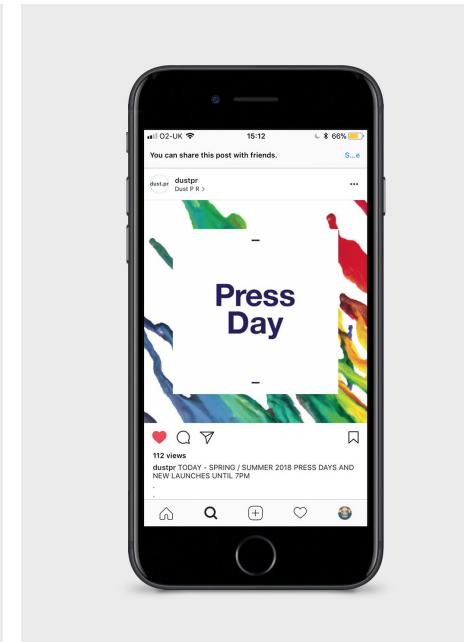 O2-UK 15:12 66%
You can share this post with friends. S...e
dust.pr dustpr
Dust P R >
Press
Day
112 views
dustpr TODAY - SPRING / SUMMER 2018 PRESS DAYS AND
NEW LAUNCHES UNTIL 7PM
.
.